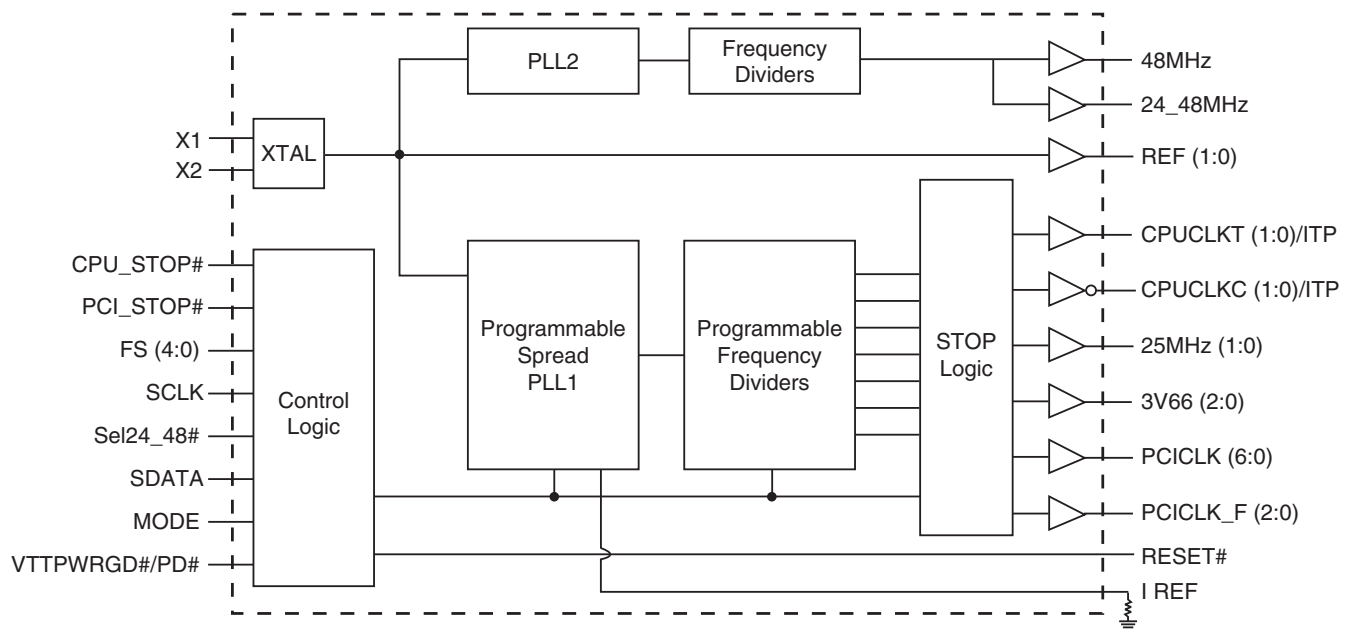 PLL2
Frequency
Dividers
48MHz
24_48MHz
X1
X2
XTAL
REF (1:0)
CPU_STOP#
PCI_STOP#
FS (4:0)
SCLK
Sel24_48#
SDATA
MODE
VTTPWRGD#/PD#
Control
Logic
Programmable
Spread
PLL1
Programmable
Frequency
Dividers
STOP
Logic
CPUCLKT (1:0)/ITP
CPUCLKC (1:0)/ITP
25MHz (1:0)
3V66 (2:0)
PCICLK (6:0)
PCICLK_F (2:0)
RESET#
I REF